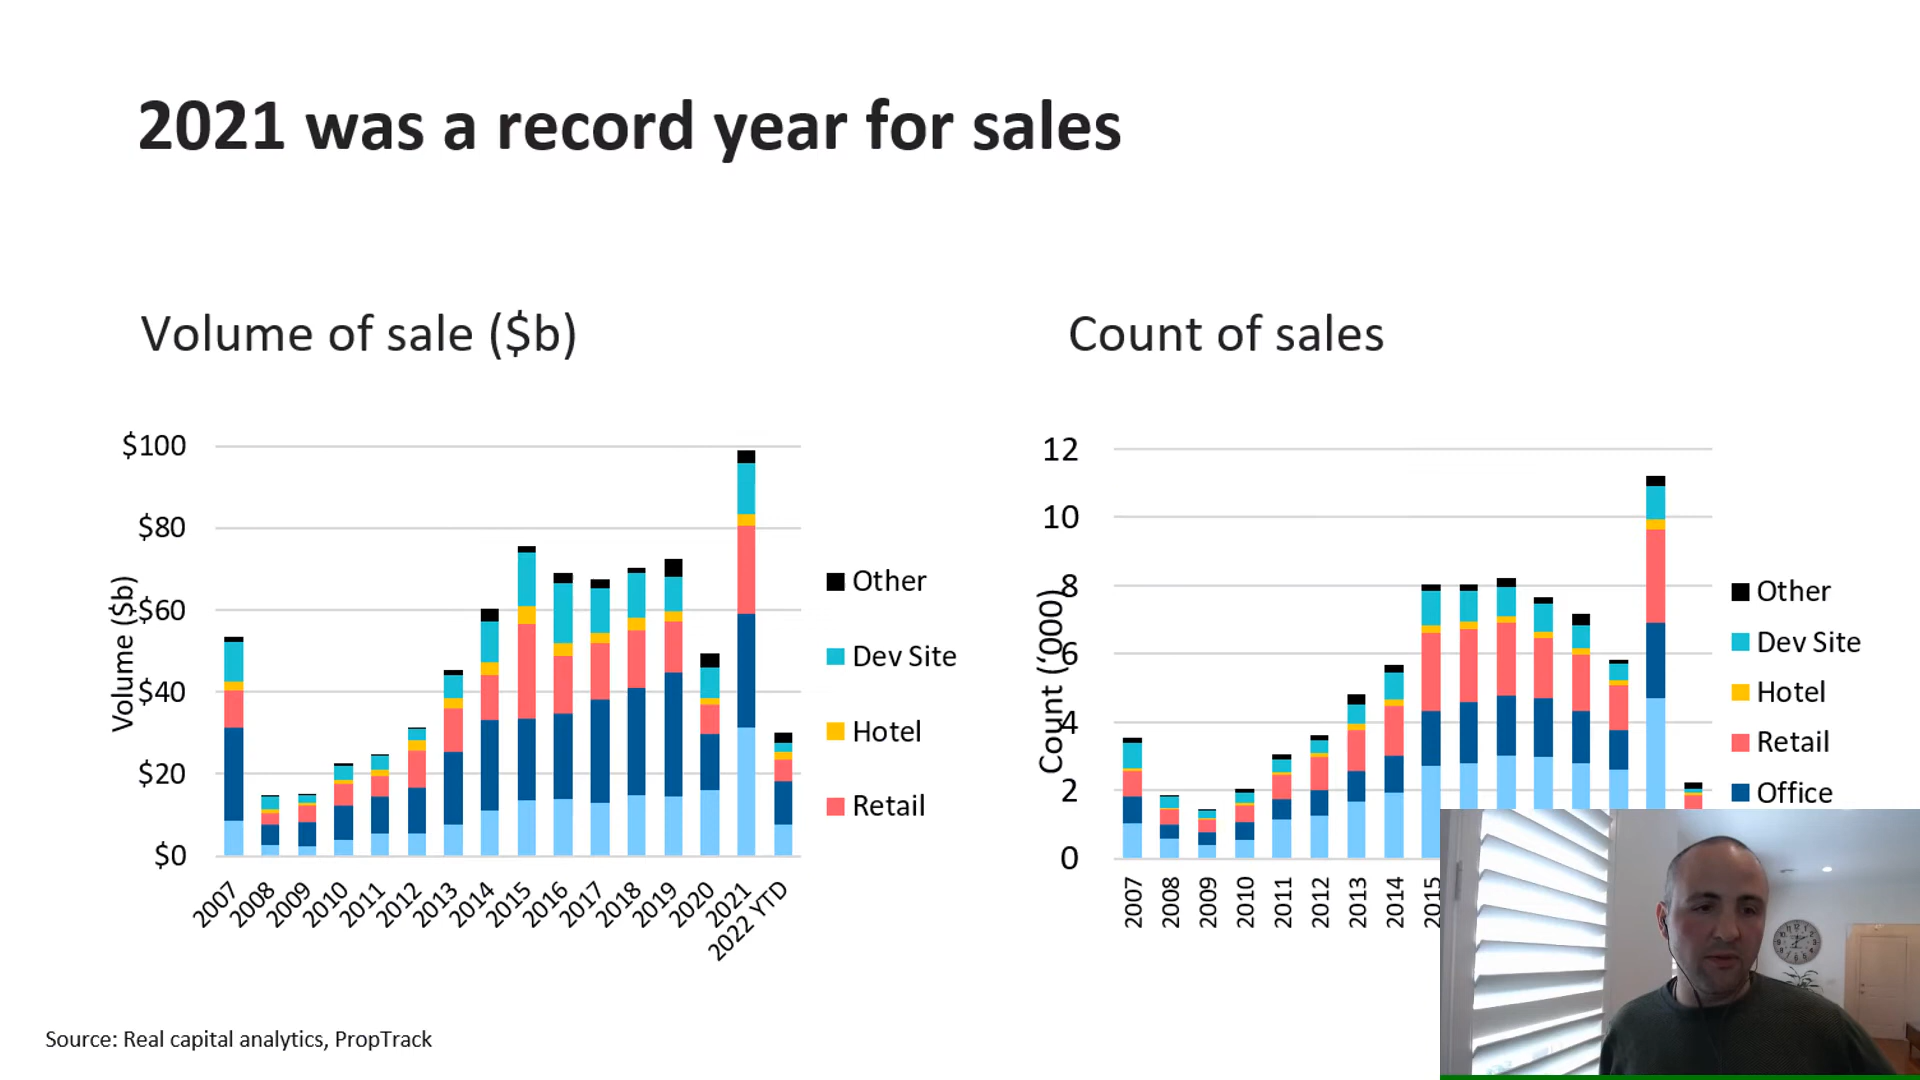 2021 was a record year for sales
Volume of sale ($b)
Volume ($b)
$100
$80
$60
$40
$20
$0
2007
2008
2009
2010
2011
2012
2013
2014
2015
2016
2017
2018
2019
2020
2021
2022 YTD
Other
Dev Site
Hotel
Retail
Count of sales
Count ('000)
12
10
8
6
4
2
0
2007
2008
2009
2010
2011
2012
2013
2014
2015
Other
Dev Site
Hotel
Retail
Office
Source: Real capital analytics, PropTrack